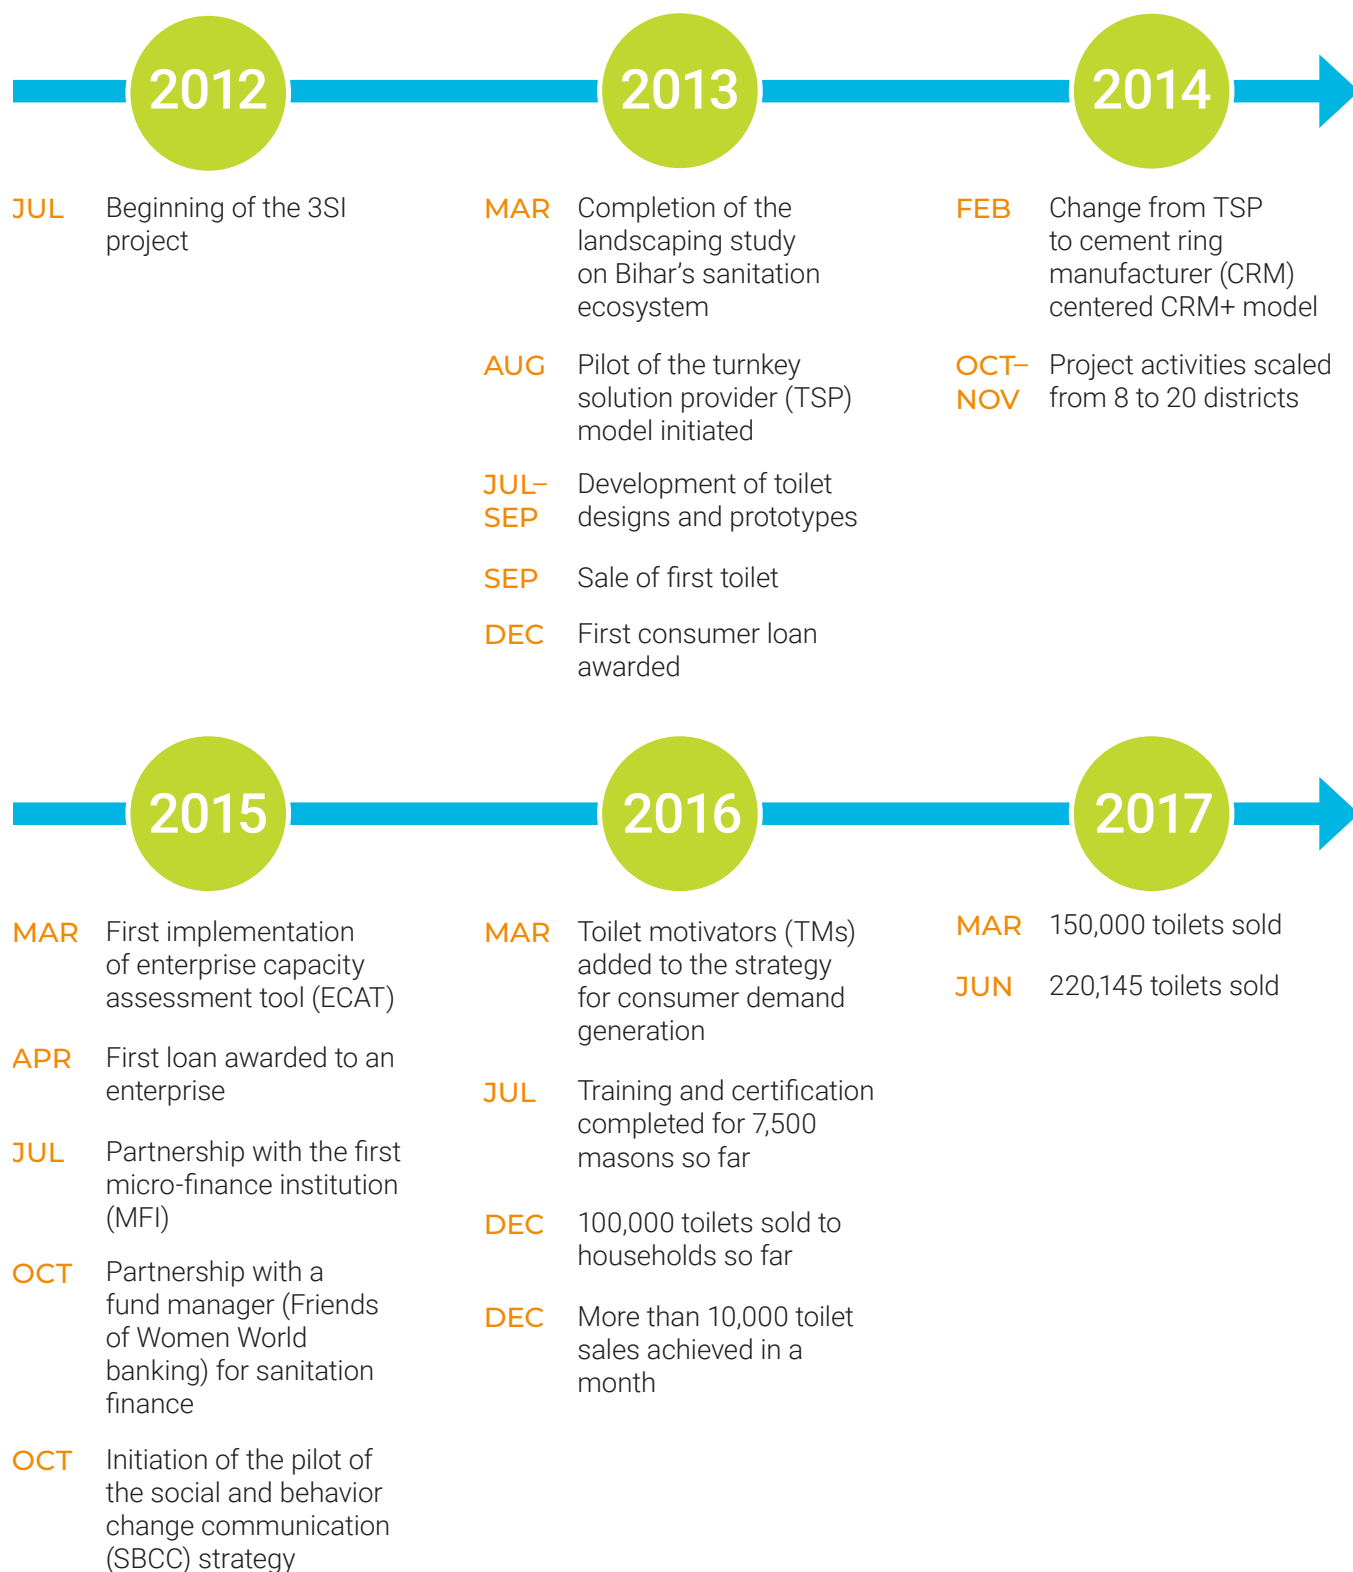 2012
JUL
Beginning of the 3SI
project
2013
MAR
Completion of the
landscaping study
on Bihar’s sanitation
ecosystem
AUG
Pilot of the turnkey
solution provider (TSP)
model initiated
JUL–
SEP
Development of toilet
designs and prototypes
SEP
Sale of first toilet
DEC
First consumer loan
awarded
2014
FEB
Change from TSP
to cement ring
manufacturer (CRM)
centered CRM+ model
OCT–
NOV
Project activities scaled
from 8 to 20 districts
2015
MAR
First implementation
of enterprise capacity
assessment tool (ECAT)
APR
First loan awarded to an
enterprise
JUL
Partnership with the first
micro-finance institution
(MFI)
OCT
Partnership with a
fund manager (Friends
of Women World
banking) for sanitation
finance
OCT
Initiation of the pilot of
the social and behavior
change communication
(SBCC) strategy
2016
MAR
Toilet motivators (TMs)
added to the strategy
for consumer demand
generation
JUL
Training and certification
completed for 7,500
masons so far
DEC
100,000 toilets sold to
households so far
DEC
More than 10,000 toilet
sales achieved in a
month
2017
MAR
150,000 toilets sold
JUN
220,145 toilets sold